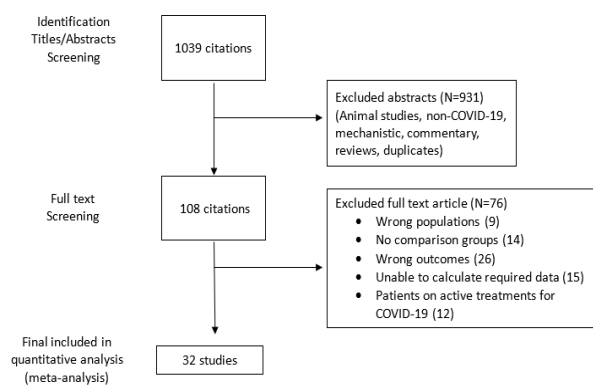 Identification
Titles/Abstracts
Screening
1039 citations
Excluded abstracts (N=931)
(Animal studies, non-COVID-19,
mechanistic, commentary,
reviews, duplicates)
Full text
Screening
108 citations
Excluded full text article (N=76)
• Wrong populations (9)
• No comparison groups (14)
• Wrong outcomes (26)
• Unable to calculate required data (15)
• Patients on active treatments for
COVID-19 (12)
Final included in
quantitative analysis
(meta-analysis)
32 studies